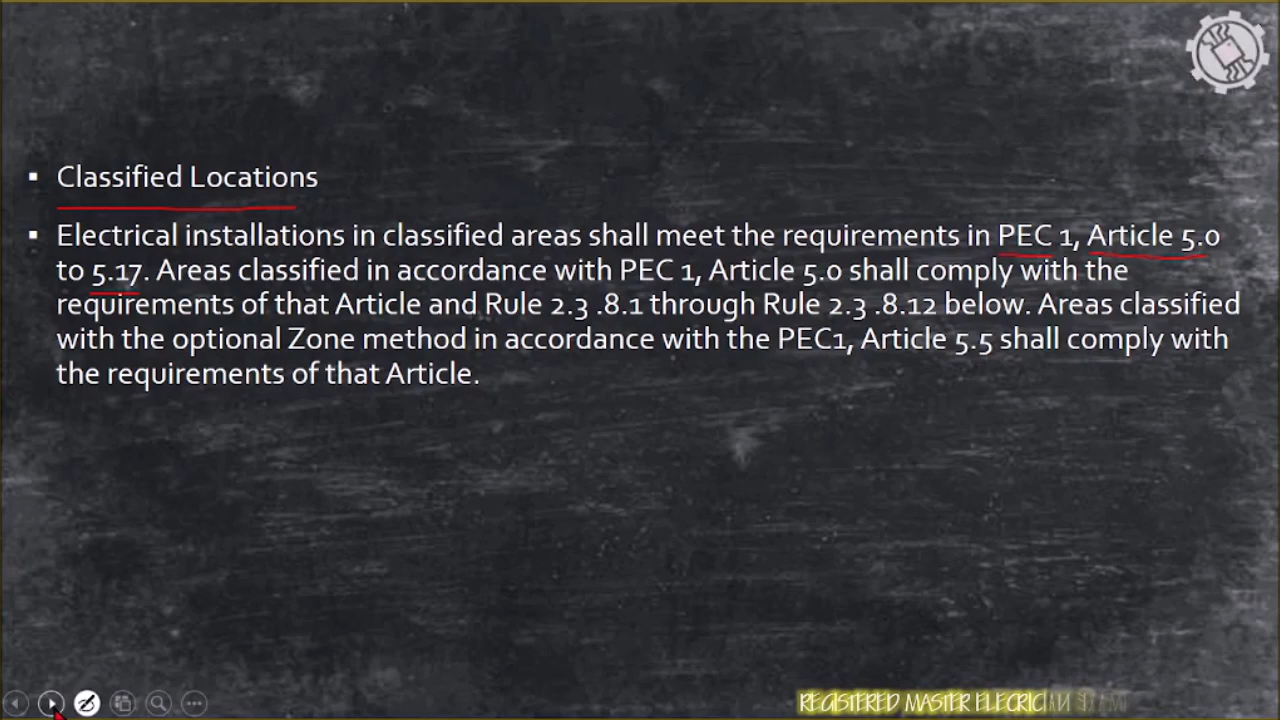 ▪ Classified Locations
▪ Electrical installations in classified areas shall meet the requirements in PEC 1, Article 5.0
to 5.17. Areas classified in accordance with PEC 1, Article 5.0 shall comply with the
requirements of that Article and Rule 2.3 .8.1 through Rule 2.3 .8.12 below. Areas classified
with the optional Zone method in accordance with the PEC1, Article 5.5 shall comply with
the requirements of that Article.
REGISTERED MASTER ELECRICIAN